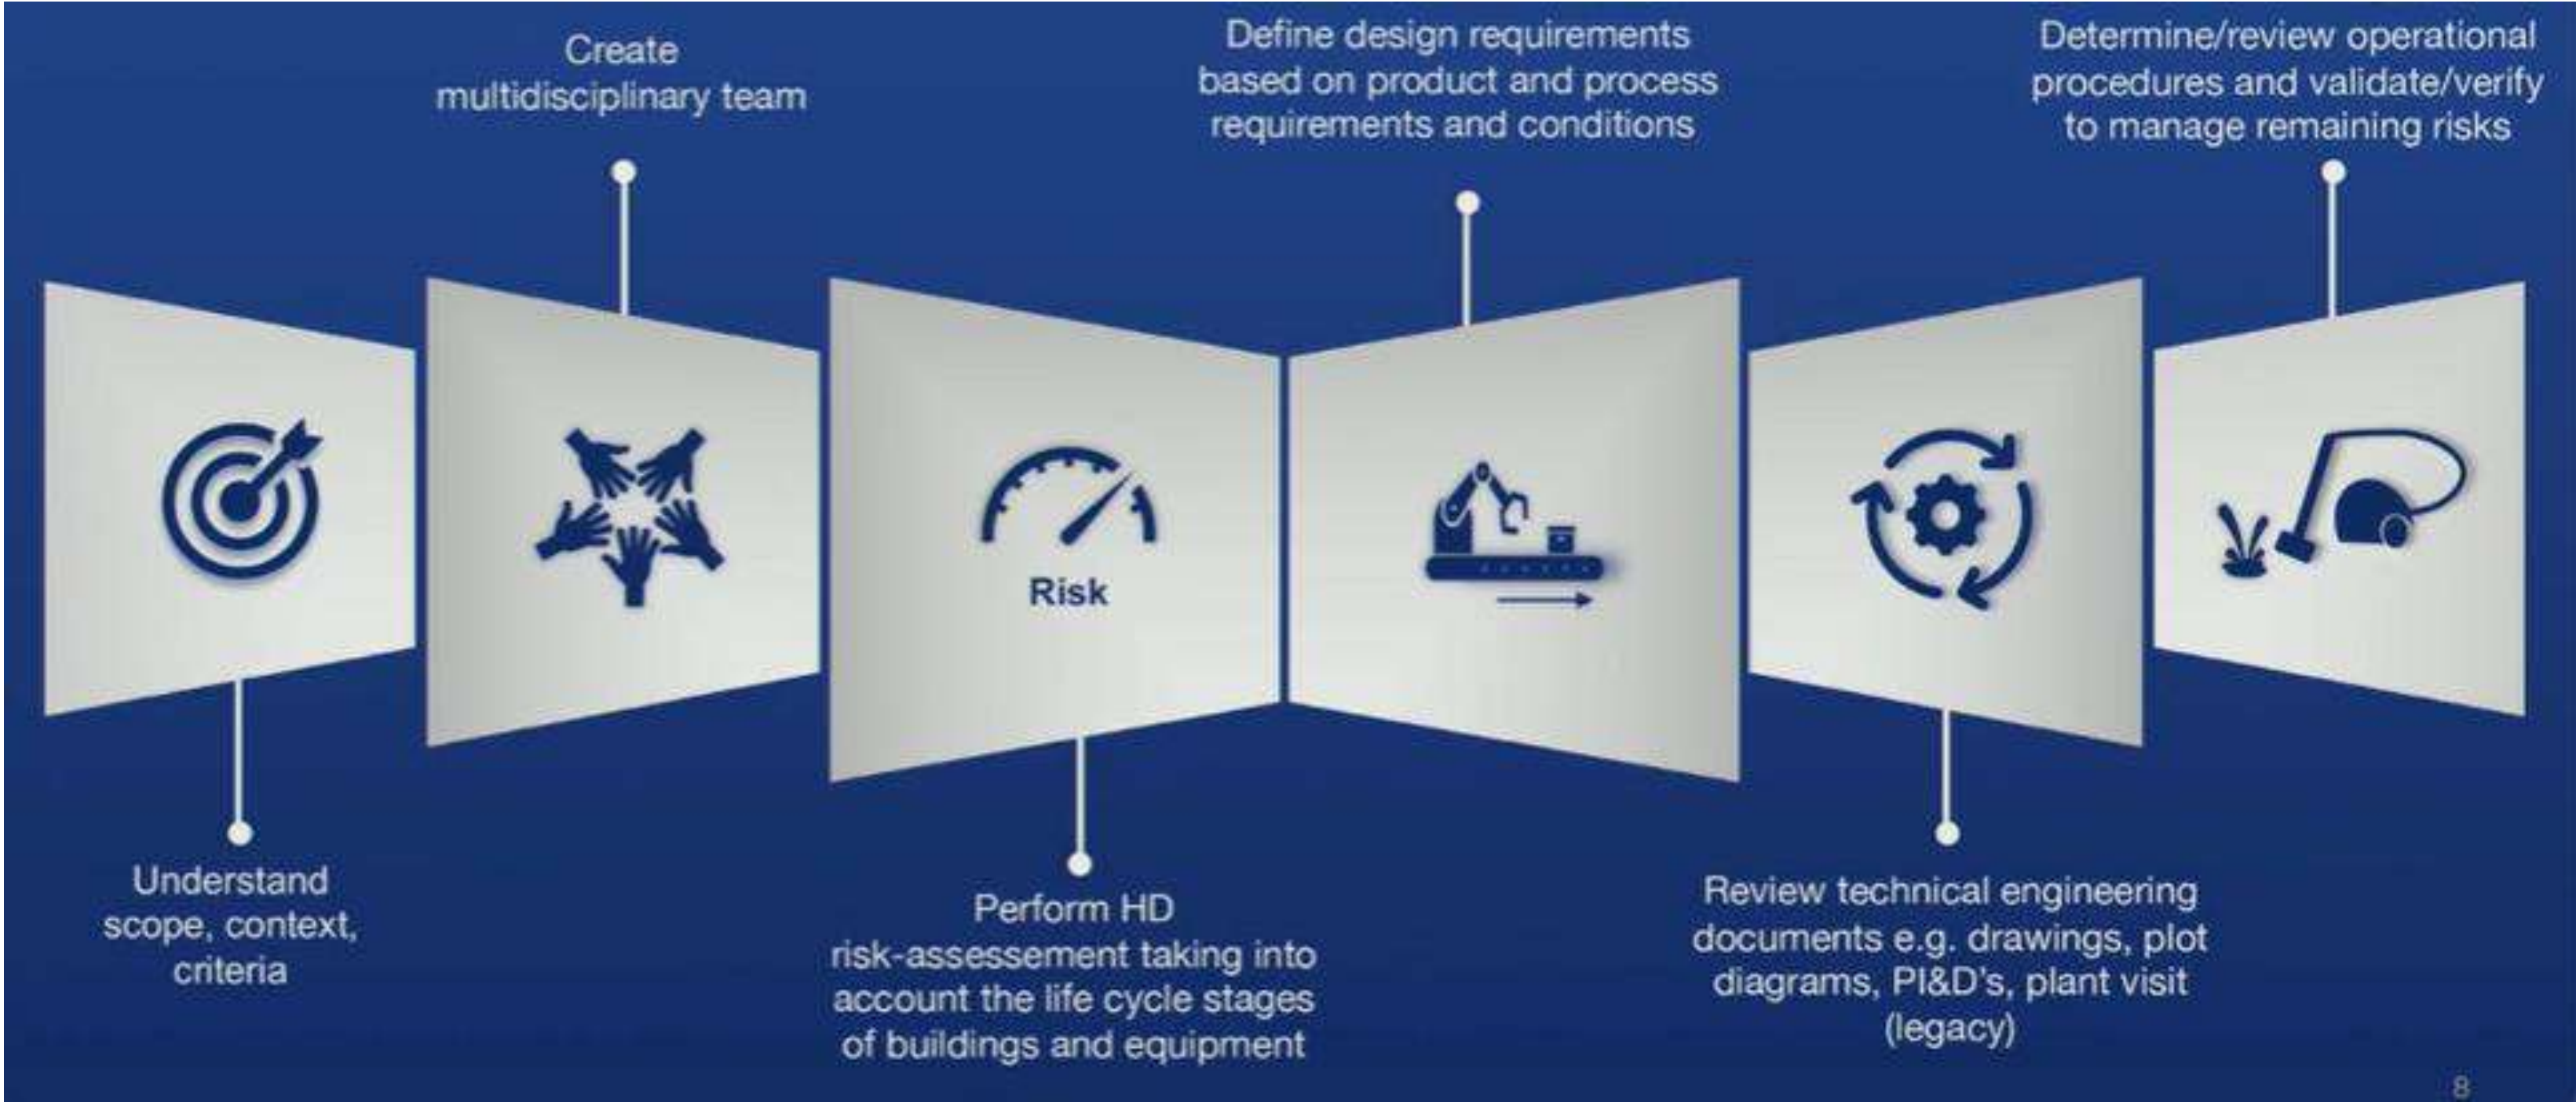 Create
multidisciplinary team
Define design requirements
based on product and process
requirements and conditions
Determine/review operational
procedures and validate/verify
to manage remaining risks
Risk
Understand
scope, context,
criteria
Perform HD
risk-assessement taking into
account the life cycle stages
of buildings and equipment
Review technical engineering
documents e.g. drawings, plot
diagrams, PI&D's, plant visit
(legacy)
8